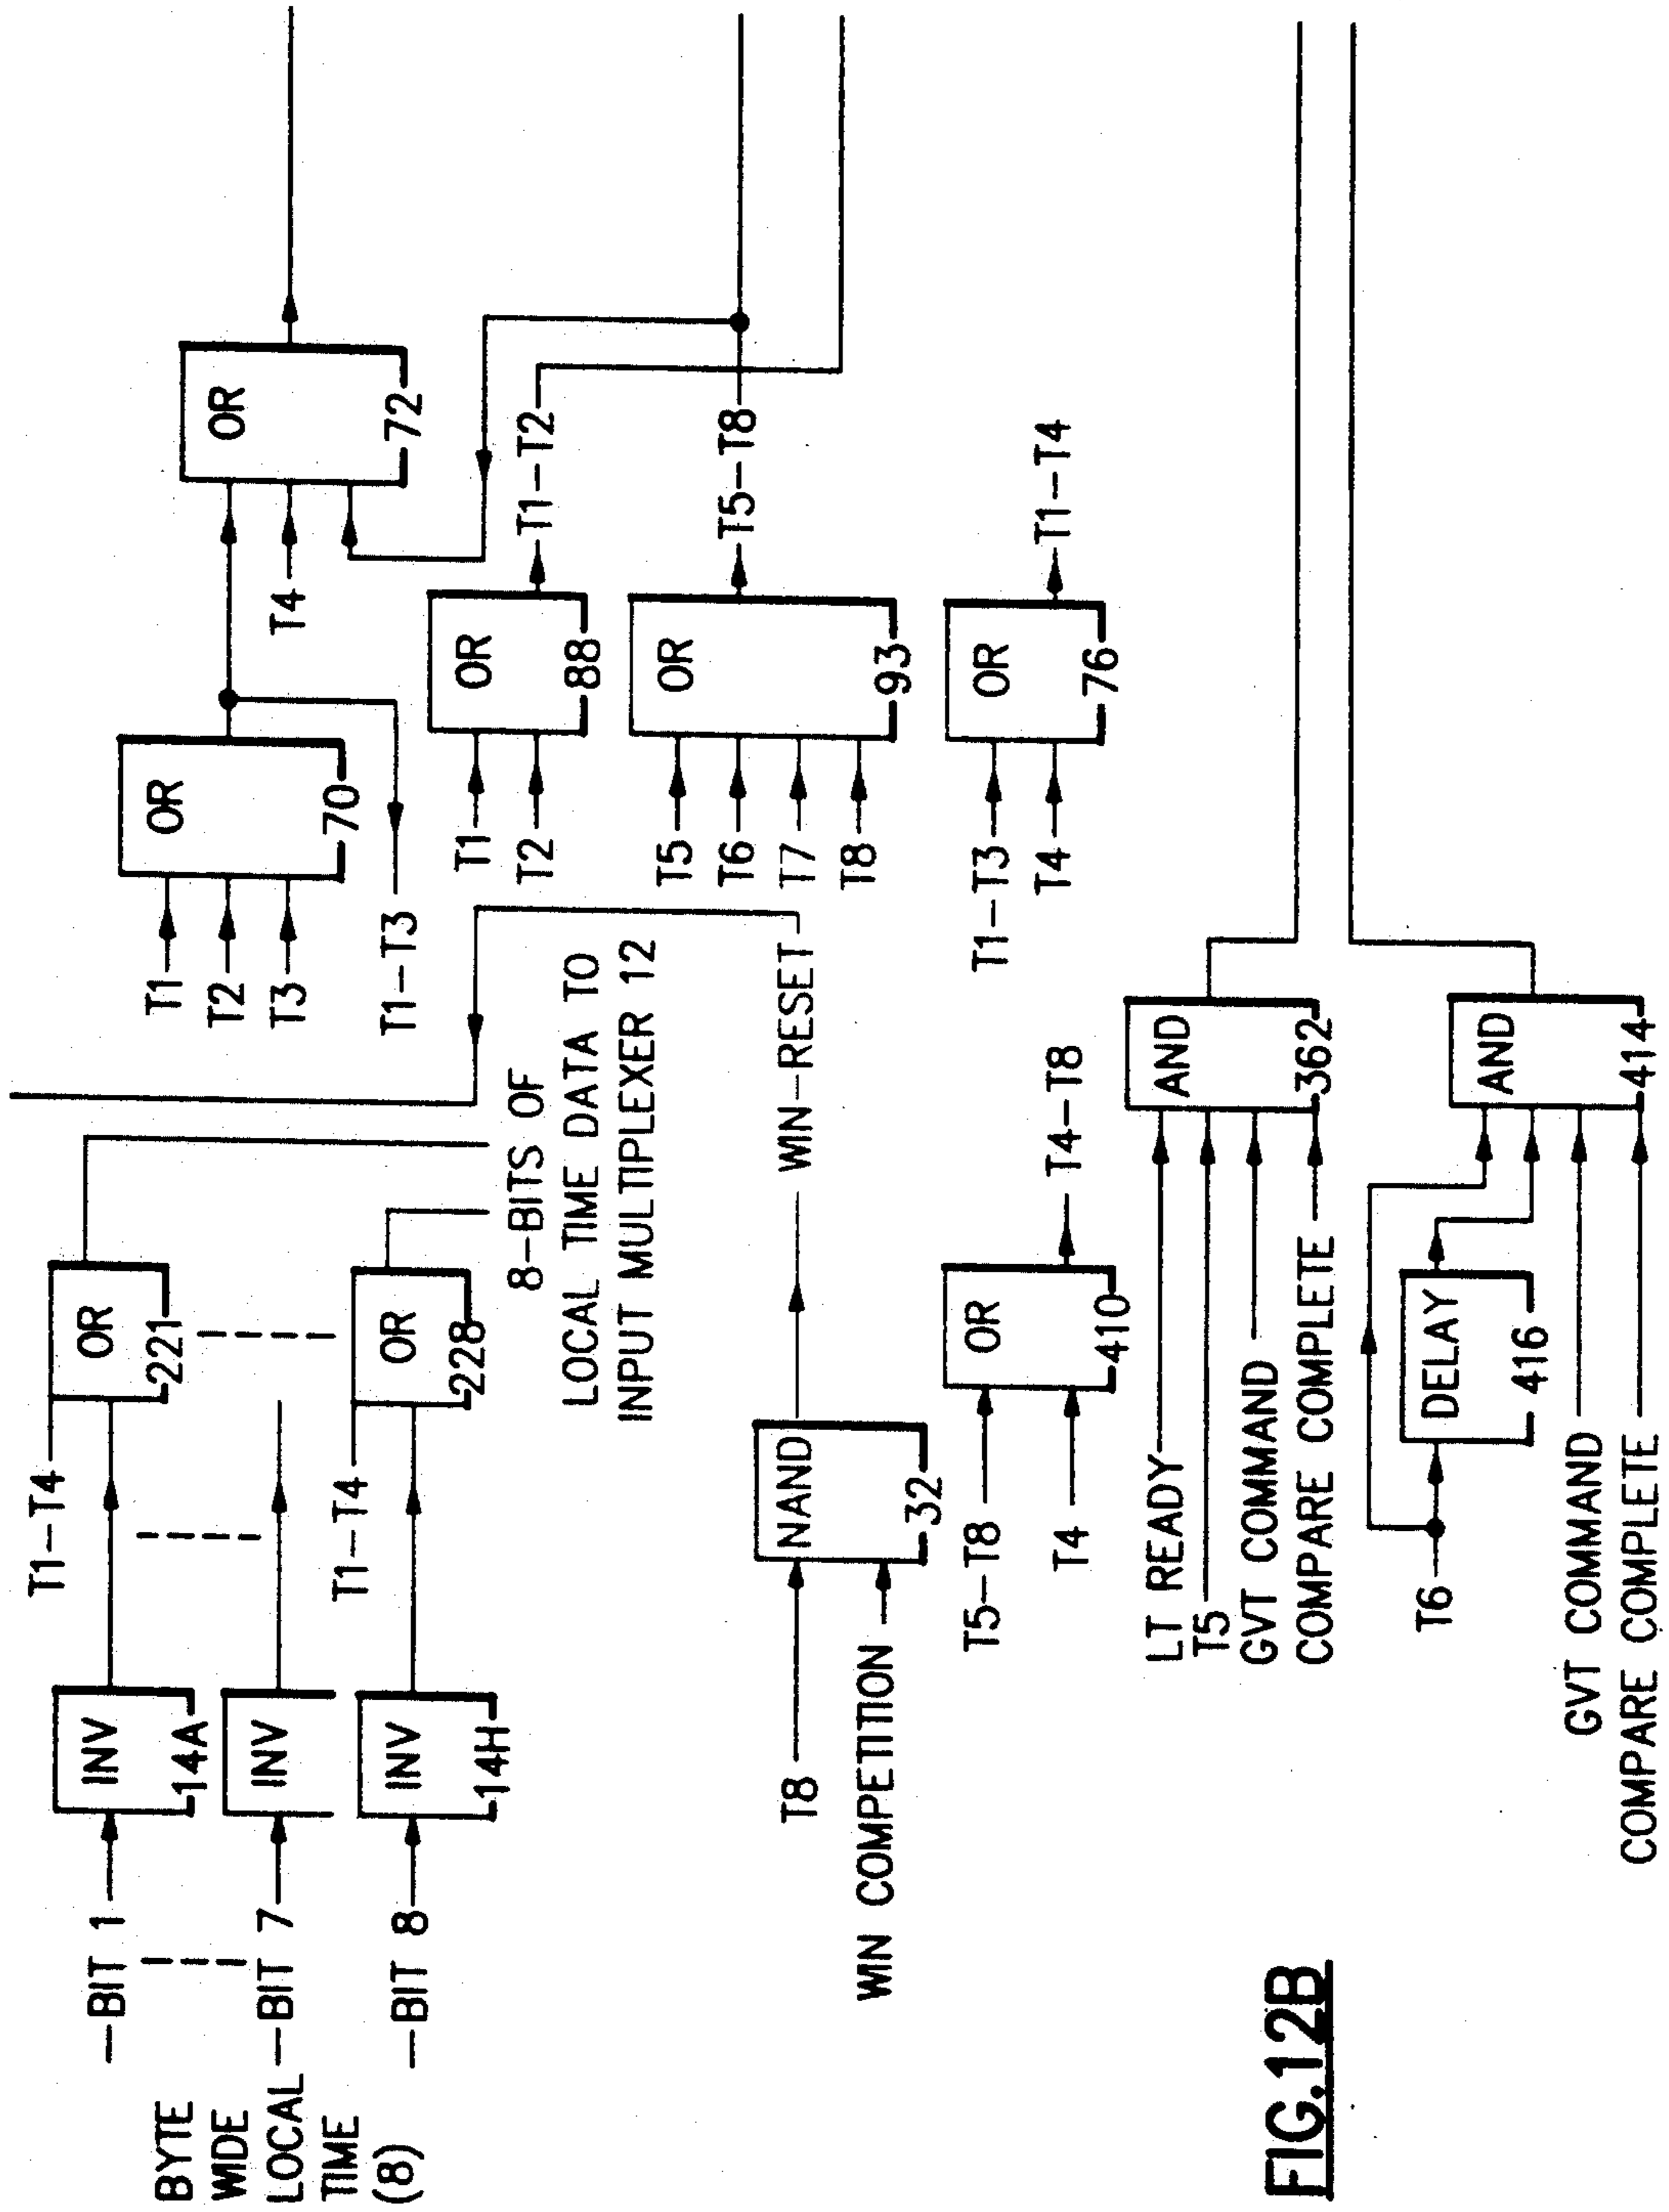 BYTE
WIDE
LOCAL
TIME
(8)
—BIT 1
—BIT 7
—BIT 8
INV
14A
INV
INV
14H
T1–T4
OR
221
T1–T4
OR
228
8–BITS OF
LOCAL TIME DATA TO
INPUT MULTIPLEXER 12
T1
T2
T3
OR
70
T1–T3
T4
OR
72
T1
T2
OR
88
T1–T2
T5
T6
T7
T8
OR
93
T5–T8
T1–T3
T4
OR
76
T1–T4
T8
WIN COMPETITION
NAND
32
WIN–RESET
T5–T8
T4
OR
410
T4–T8
LT READY
T5
GVT COMMAND
COMPARE COMPLETE
AND
362
T6
DELAY
416
GVT COMMAND
COMPARE COMPLETE
AND
414
FIG.12B